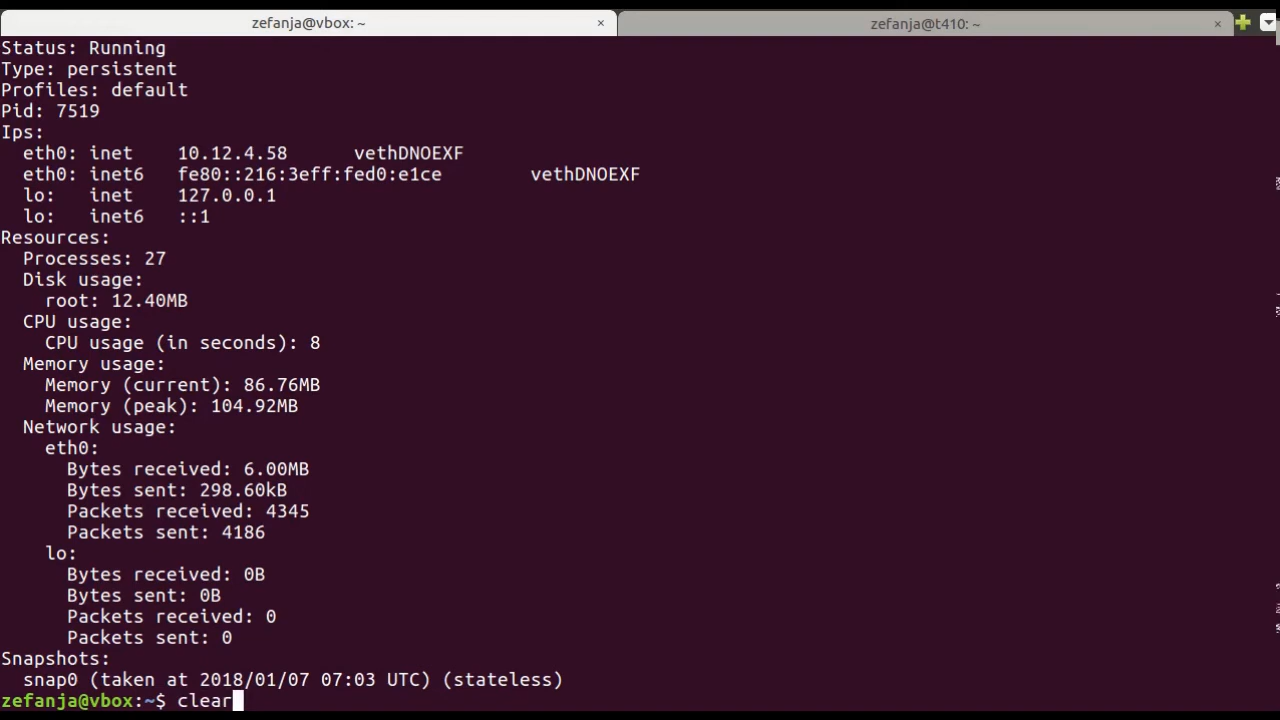 zefanja@vbox: ~ × zefanja@t410: ~ ×
Status: Running
Type: persistent
Profiles: default
Pid: 7519
Ips:
  eth0: inet    10.12.4.58      vethDNOEXF
  eth0: inet6   fe80::216:3eff:fed0:e1ce        vethDNOEXF
  lo:   inet    127.0.0.1
  lo:   inet6   ::1
Resources:
  Processes: 27
  Disk usage:
    root: 12.40MB
  CPU usage:
    CPU usage (in seconds): 8
  Memory usage:
    Memory (current): 86.76MB
    Memory (peak): 104.92MB
  Network usage:
    eth0:
      Bytes received: 6.00MB
      Bytes sent: 298.60kB
      Packets received: 4345
      Packets sent: 4186
    lo:
      Bytes received: 0B
      Bytes sent: 0B
      Packets received: 0
      Packets sent: 0
Snapshots:
  snap0 (taken at 2018/01/07 07:03 UTC) (stateless)
zefanja@vbox:~$ clear